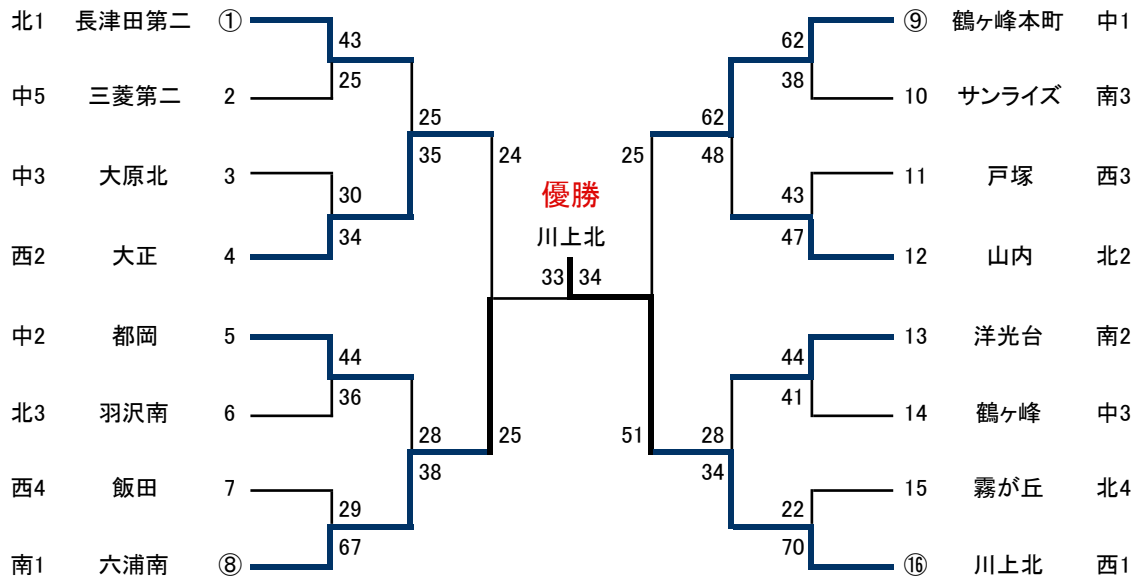 北1 長津田第二 ① ⑨ 鶴ヶ峰本町 中1
43 62
25 38
中5 三菱第二 2 10 サンライズ 南3
25 62
35 24 25 48
中3 大原北 3 11 戸塚 西3
30 優勝 43
34 川上北 47
西2 大正 4 12 山内 北2
33 34
中2 都岡 5 13 洋光台 南2
44 44
36 41
北3 羽沢南 6 14 鶴ヶ峰 中3
28 25 51 28
38 34
西4 飯田 7 15 霧が丘 北4
29 22
67 70
南1 六浦南 ⑧ ⑯ 川上北 西1